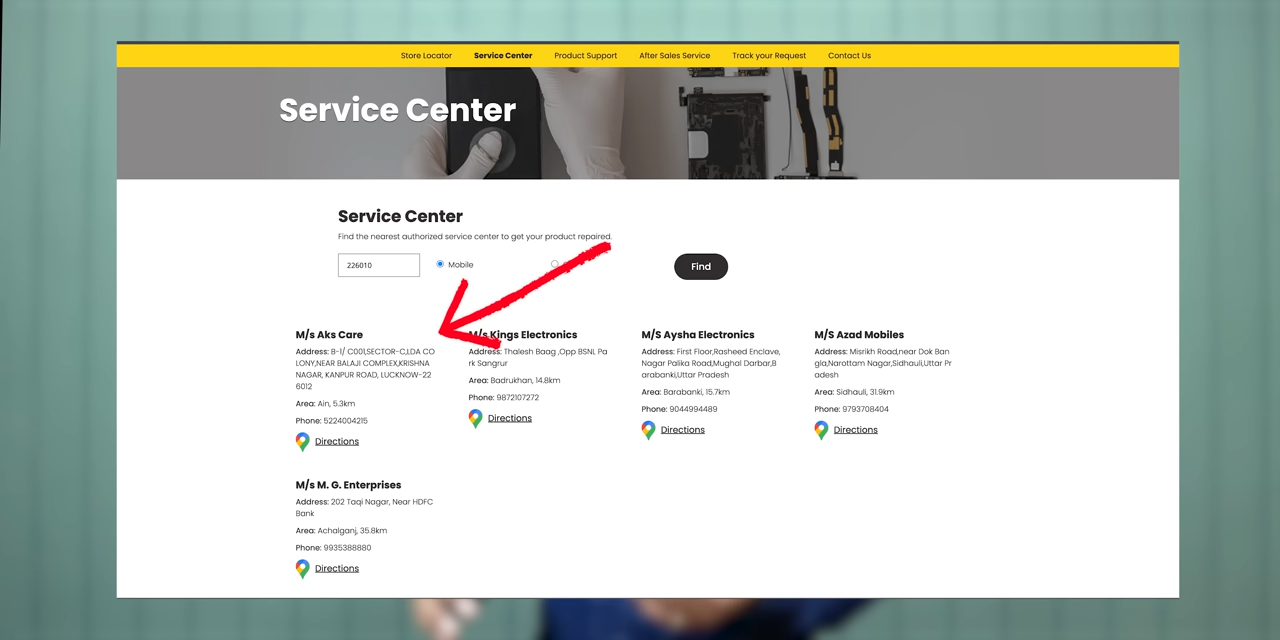 Store Locator Service Center Product Support After Sales Service Track your Request Contact Us
Service Center
Service Center
Find the nearest authorized service center to get your product repaired.
226010 Mobile Find
M/s Aks Care
Address: B-1/ C001,SECTOR-C,LDA CO
LONY,NEAR BALAJI COMPLEX,KRISHNA
NAGAR, KANPUR ROAD, LUCKNOW-22
6012
Area: Ain, 5.3km
Phone: 5224004215
Directions
M/s Kings Electronics
Address: Thalesh Baag ,Opp BSNL Pa
rk Sangrur
Area: Badrukhan, 14.8km
Phone: 9872107272
Directions
M/S Aysha Electronics
Address: First Floor,Rasheed Enclave,
Nagar Palika Road,Mughal Darbar,B
arabanki,Uttar Pradesh
Area: Barabanki, 15.7km
Phone: 9044994489
Directions
M/S Azad Mobiles
Address: Misrikh Road,near Dok Ban
gla,Narottam Nagar,Sidhauli,Uttar Pr
adesh
Area: Sidhauli, 31.9km
Phone: 9793708404
Directions
M/s M. G. Enterprises
Address: 202 Taqi Nagar, Near HDFC
Bank
Area: Achalganj, 35.8km
Phone: 9935388880
Directions